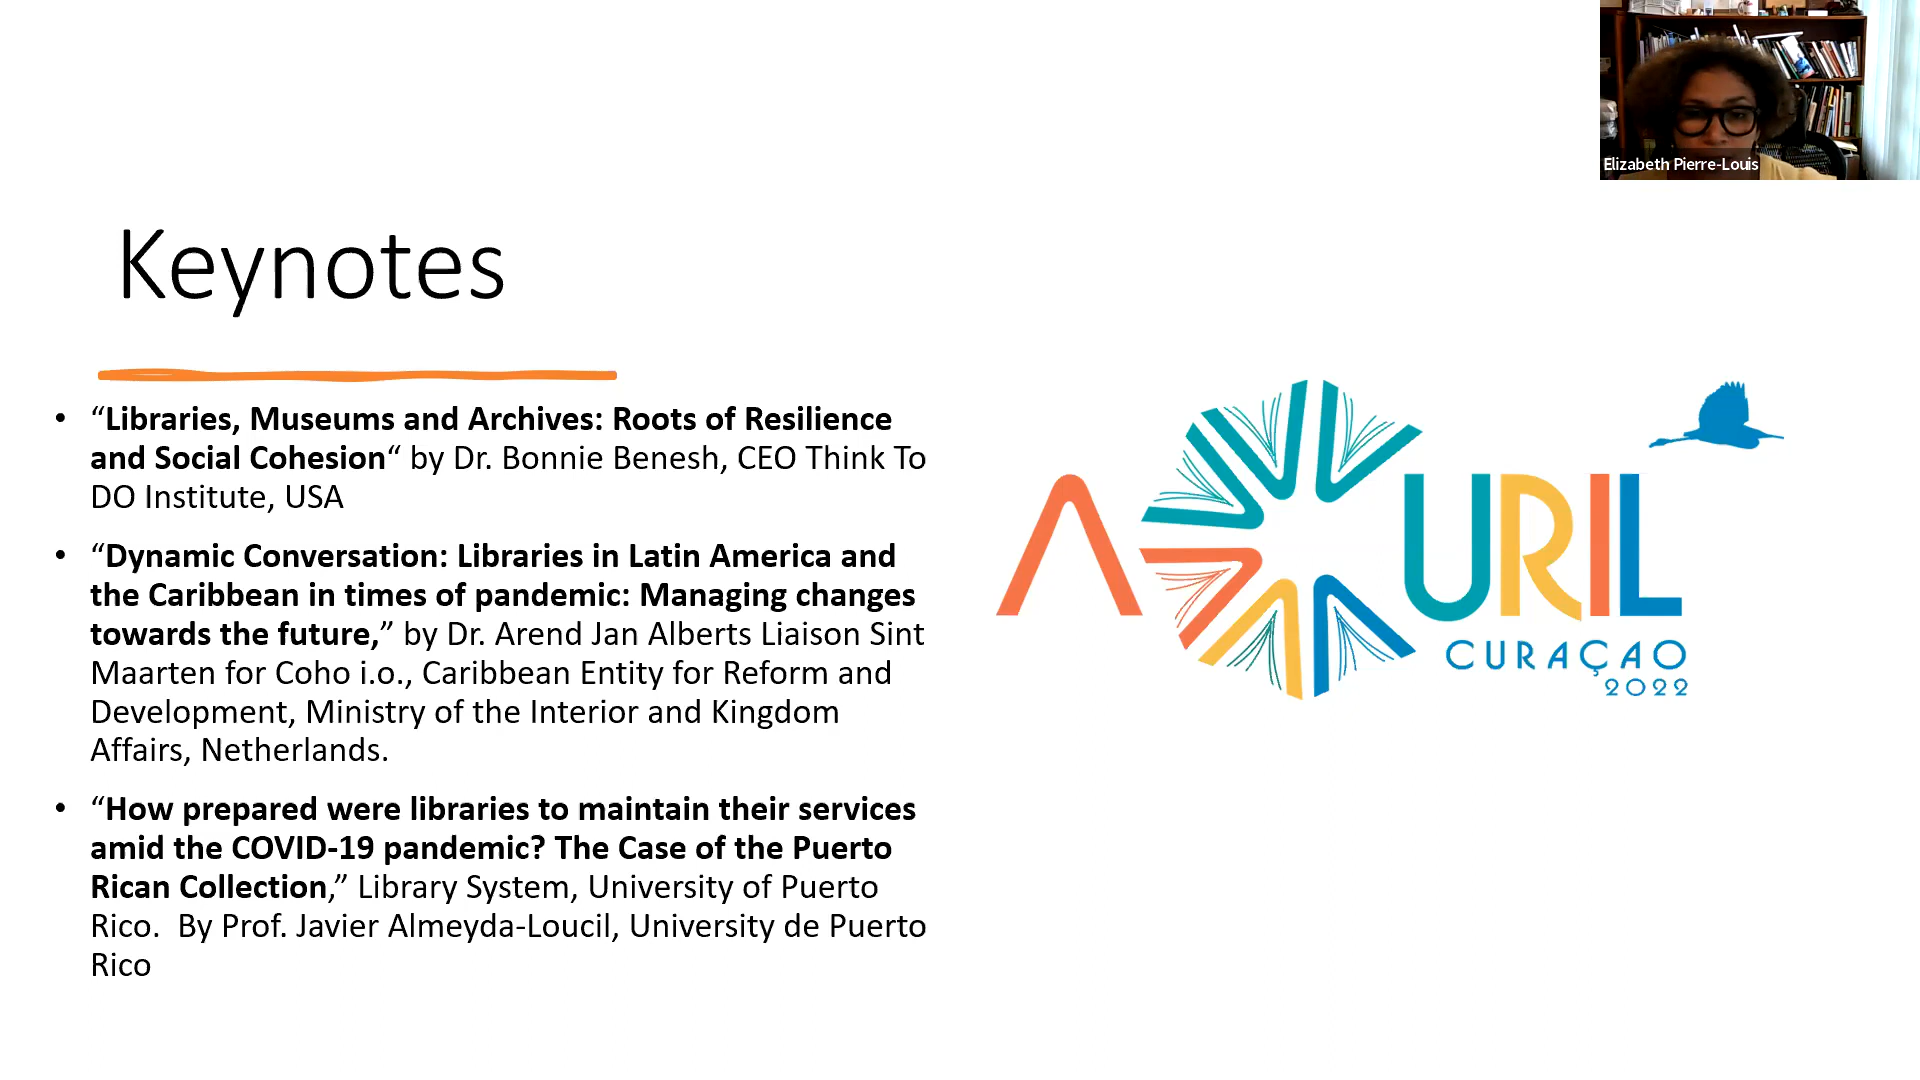 Elizabeth Pierre-Louis
Keynotes
• “Libraries, Museums and Archives: Roots of Resilience
and Social Cohesion“ by Dr. Bonnie Benesh, CEO Think To
DO Institute, USA
• “Dynamic Conversation: Libraries in Latin America and
the Caribbean in times of pandemic: Managing changes
towards the future,” by Dr. Arend Jan Alberts Liaison Sint
Maarten for Coho i.o., Caribbean Entity for Reform and
Development, Ministry of the Interior and Kingdom
Affairs, Netherlands.
• “How prepared were libraries to maintain their services
amid the COVID-19 pandemic? The Case of the Puerto
Rican Collection,” Library System, University of Puerto
Rico.  By Prof. Javier Almeyda-Loucil, University de Puerto
Rico
ACURIL
CURAÇAO
2022